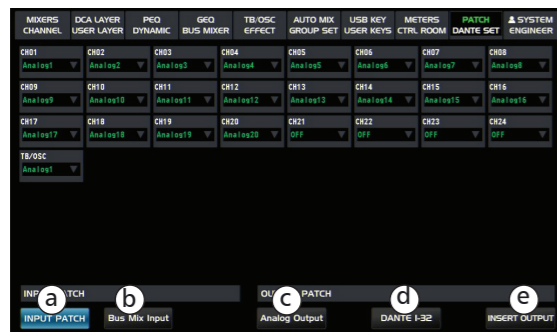 MIXERS DCA LAYER PEQ GEQ TB/OSC AUTO MIX USB KEY METERS PATCH SYSTEM
CHANNEL USER LAYER DYNAMIC BUS MIXER EFFECT GROUP SET USER KEYS CTRL ROOM DANTE SET ENGINEER
CH01 CH02 CH03 CH04 CH05 CH06 CH07 CH08
Analog1 Analog2 Analog3 Analog4 Analog5 Analog6 Analog7 Analog8
CH09 CH10 CH11 CH12 CH13 CH14 CH15 CH16
Analog9 Analog10 Analog11 Analog12 Analog13 Analog14 Analog15 Analog16
CH17 CH18 CH19 CH20 CH21 CH22 CH23 CH24
Analog17 Analog18 Analog19 Analog20 OFF OFF OFF OFF
TB/OSC
Analog1
PATCH
a b c d e
INPUT PATCH Bus Mix Input Analog Output DANTE 1-32 INSERT OUTPUT